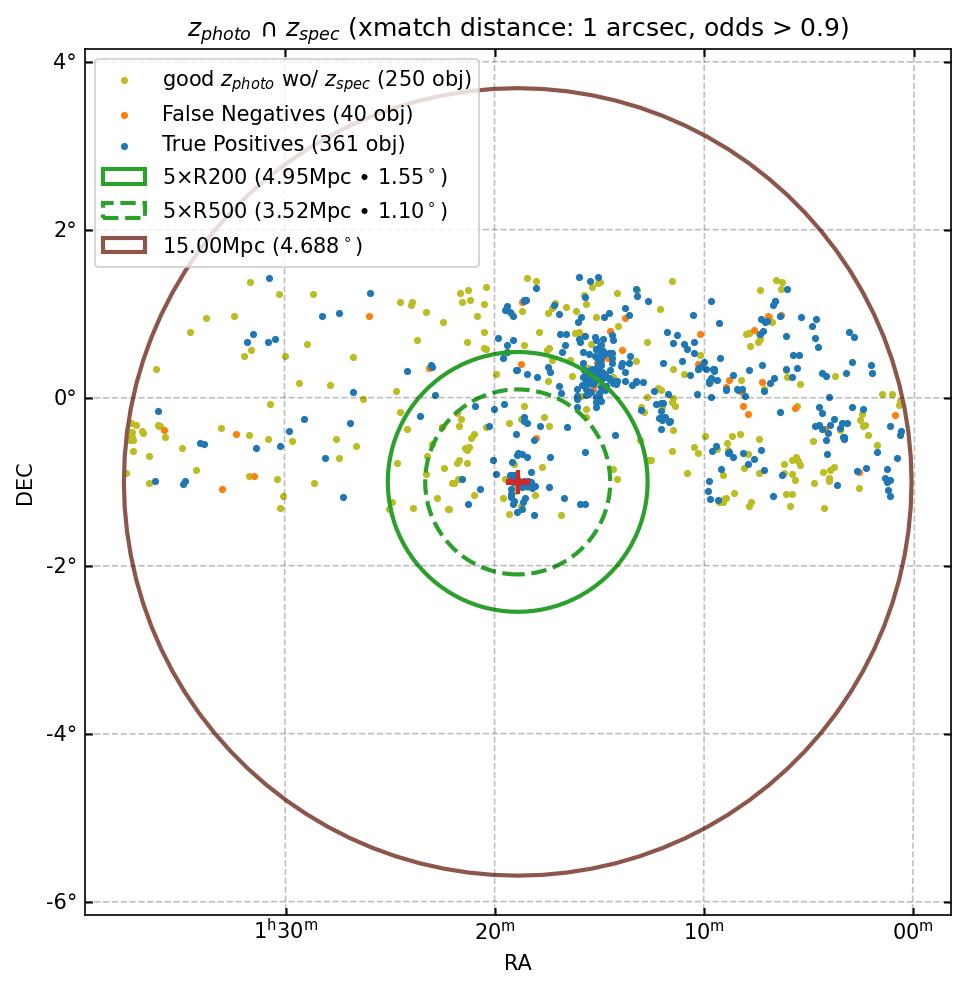 z_photo ∩ z_spec (xmatch distance: 1 arcsec, odds > 0.9)
good z_photo wo/ z_spec (250 obj)
False Negatives (40 obj)
True Positives (361 obj)
5×R200 (4.95Mpc • 1.55°)
5×R500 (3.52Mpc • 1.10°)
15.00Mpc (4.688°)
4°
2°
0°
-2°
-4°
-6°
DEC
1h30m 20m 10m 00m
RA